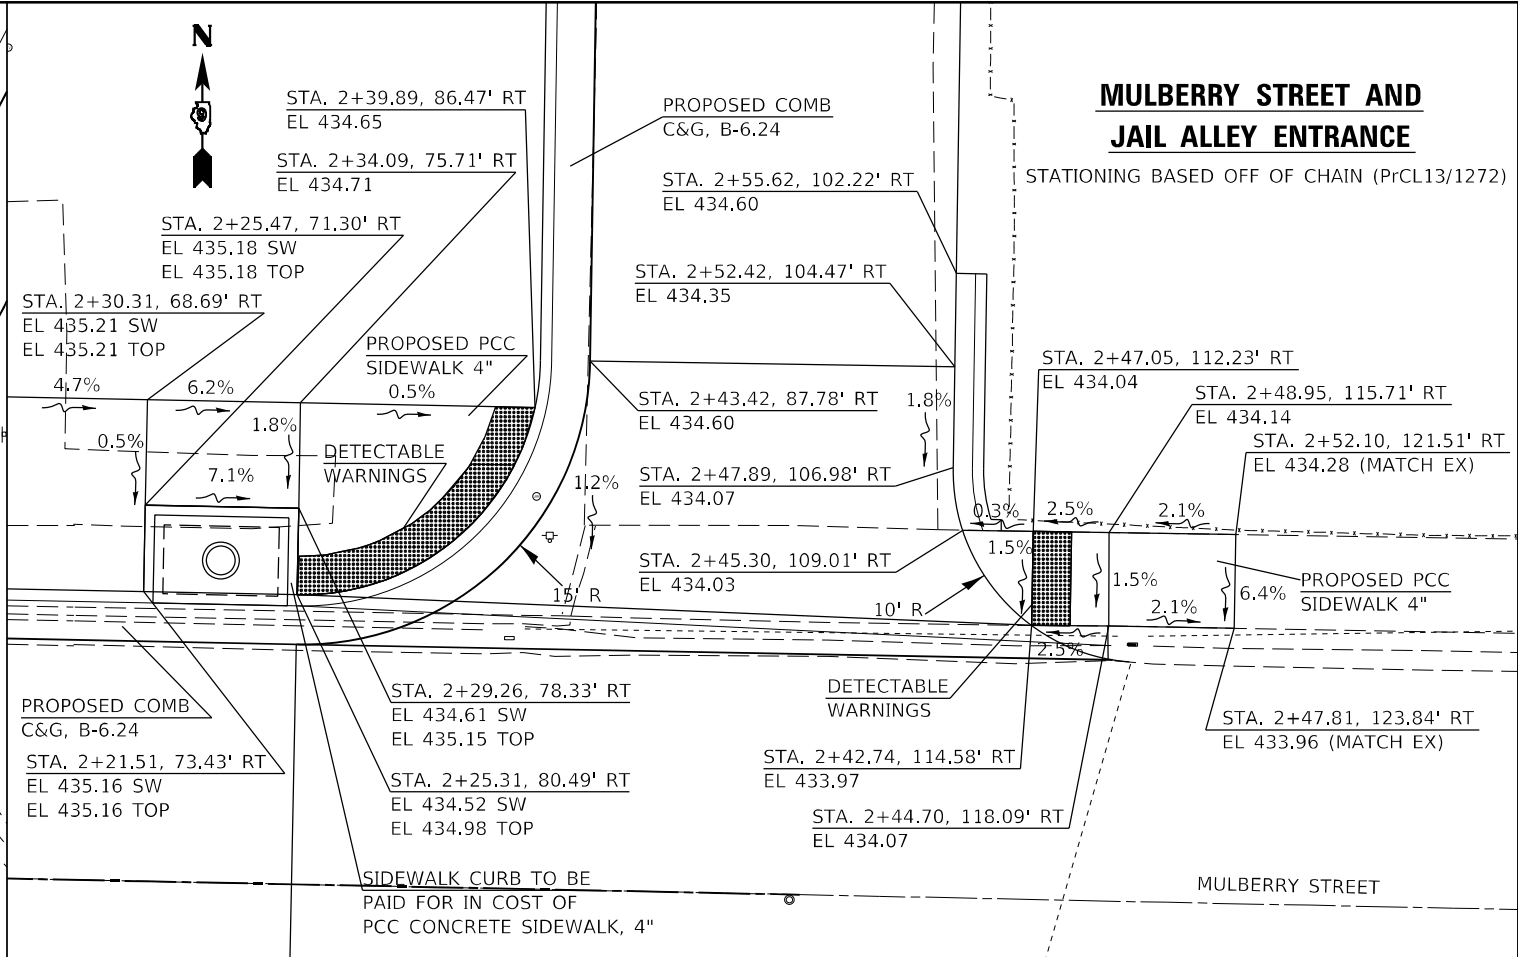 N
9
MULBERRY STREET AND
JAIL ALLEY ENTRANCE
STATIONING BASED OFF OF CHAIN (PrCL13/1272)
STA. 2+39.89, 86.47' RT
EL 434.65
STA. 2+34.09, 75.71' RT
EL 434.71
STA. 2+25.47, 71.30' RT
EL 435.18 SW
EL 435.18 TOP
STA. 2+30.31, 68.69' RT
EL 435.21 SW
EL 435.21 TOP
PROPOSED COMB
C&G, B-6.24
STA. 2+55.62, 102.22' RT
EL 434.60
STA. 2+52.42, 104.47' RT
EL 434.35
PROPOSED PCC
SIDEWALK 4"
4.7%
6.2%
0.5%
0.5%
1.8%
7.1%
DETECTABLE
WARNINGS
1.2%
STA. 2+43.42, 87.78' RT
EL 434.60
1.8%
STA. 2+47.89, 106.98' RT
EL 434.07
STA. 2+45.30, 109.01' RT
EL 434.03
STA. 2+47.05, 112.23' RT
EL 434.04
STA. 2+48.95, 115.71' RT
EL 434.14
STA. 2+52.10, 121.51' RT
EL 434.28 (MATCH EX)
0.3%
2.5%
2.1%
1.5%
1.5%
2.1%
6.4%
2.5%
PROPOSED PCC
SIDEWALK 4"
15' R
10' R
PROPOSED COMB
C&G, B-6.24
STA. 2+21.51, 73.43' RT
EL 435.16 SW
EL 435.16 TOP
STA. 2+29.26, 78.33' RT
EL 434.61 SW
EL 435.15 TOP
STA. 2+25.31, 80.49' RT
EL 434.52 SW
EL 434.98 TOP
DETECTABLE
WARNINGS
STA. 2+42.74, 114.58' RT
EL 433.97
STA. 2+44.70, 118.09' RT
EL 434.07
STA. 2+47.81, 123.84' RT
EL 433.96 (MATCH EX)
SIDEWALK CURB TO BE
PAID FOR IN COST OF
PCC CONCRETE SIDEWALK, 4"
MULBERRY STREET